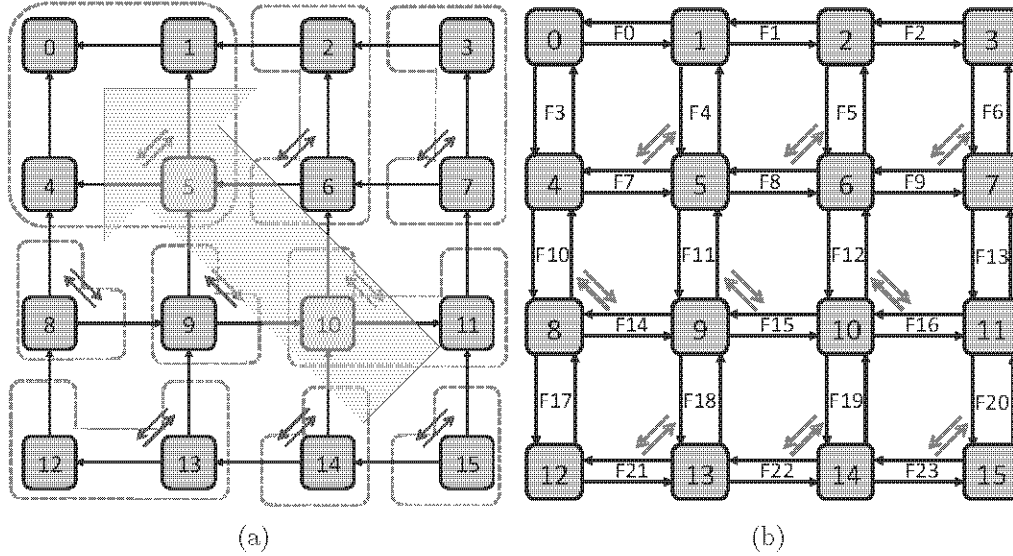 0 1 2 3
4 5 6 7
8 9 10 11
12 13 14 15
(a)
0 F0 1 F1 2 F2 3
F3 F4 F5 F6
4 F7 5 F8 6 F9 7
F10 F11 F12 F13
8 F14 9 F15 10 F16 11
F17 F18 F19 F20
12 F21 13 F22 14 F23 15
(b)